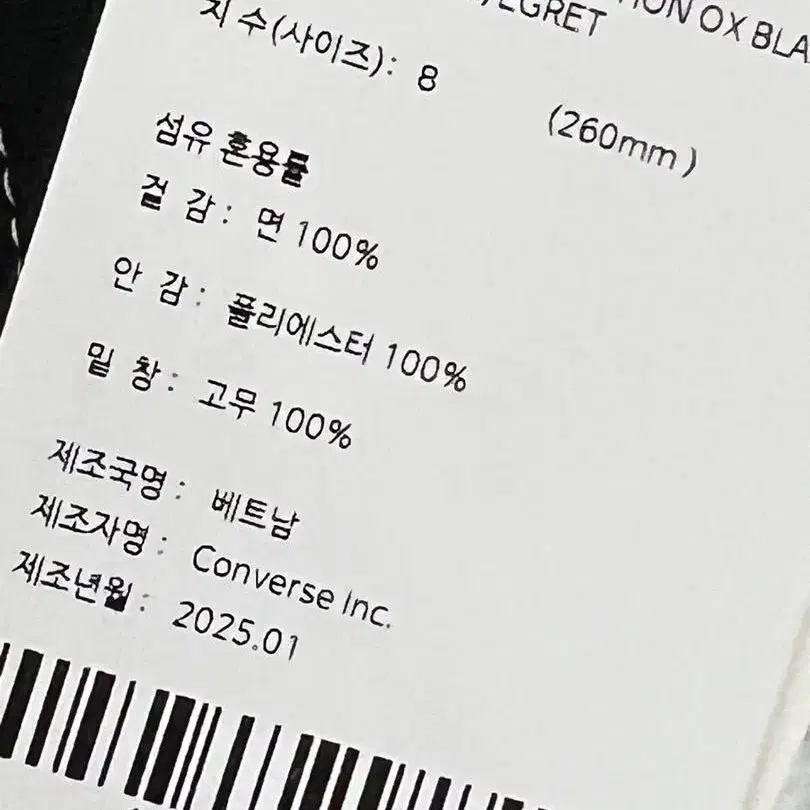 OX BLA
EGRET
치 수(사이즈): 8 (260mm)
섬유 혼용률
겉 감: 면 100%
안 감: 폴리에스터 100%
밑 창: 고무 100%
제조국명: 베트남
제조자명: Converse Inc.
제조년월: 2025.01